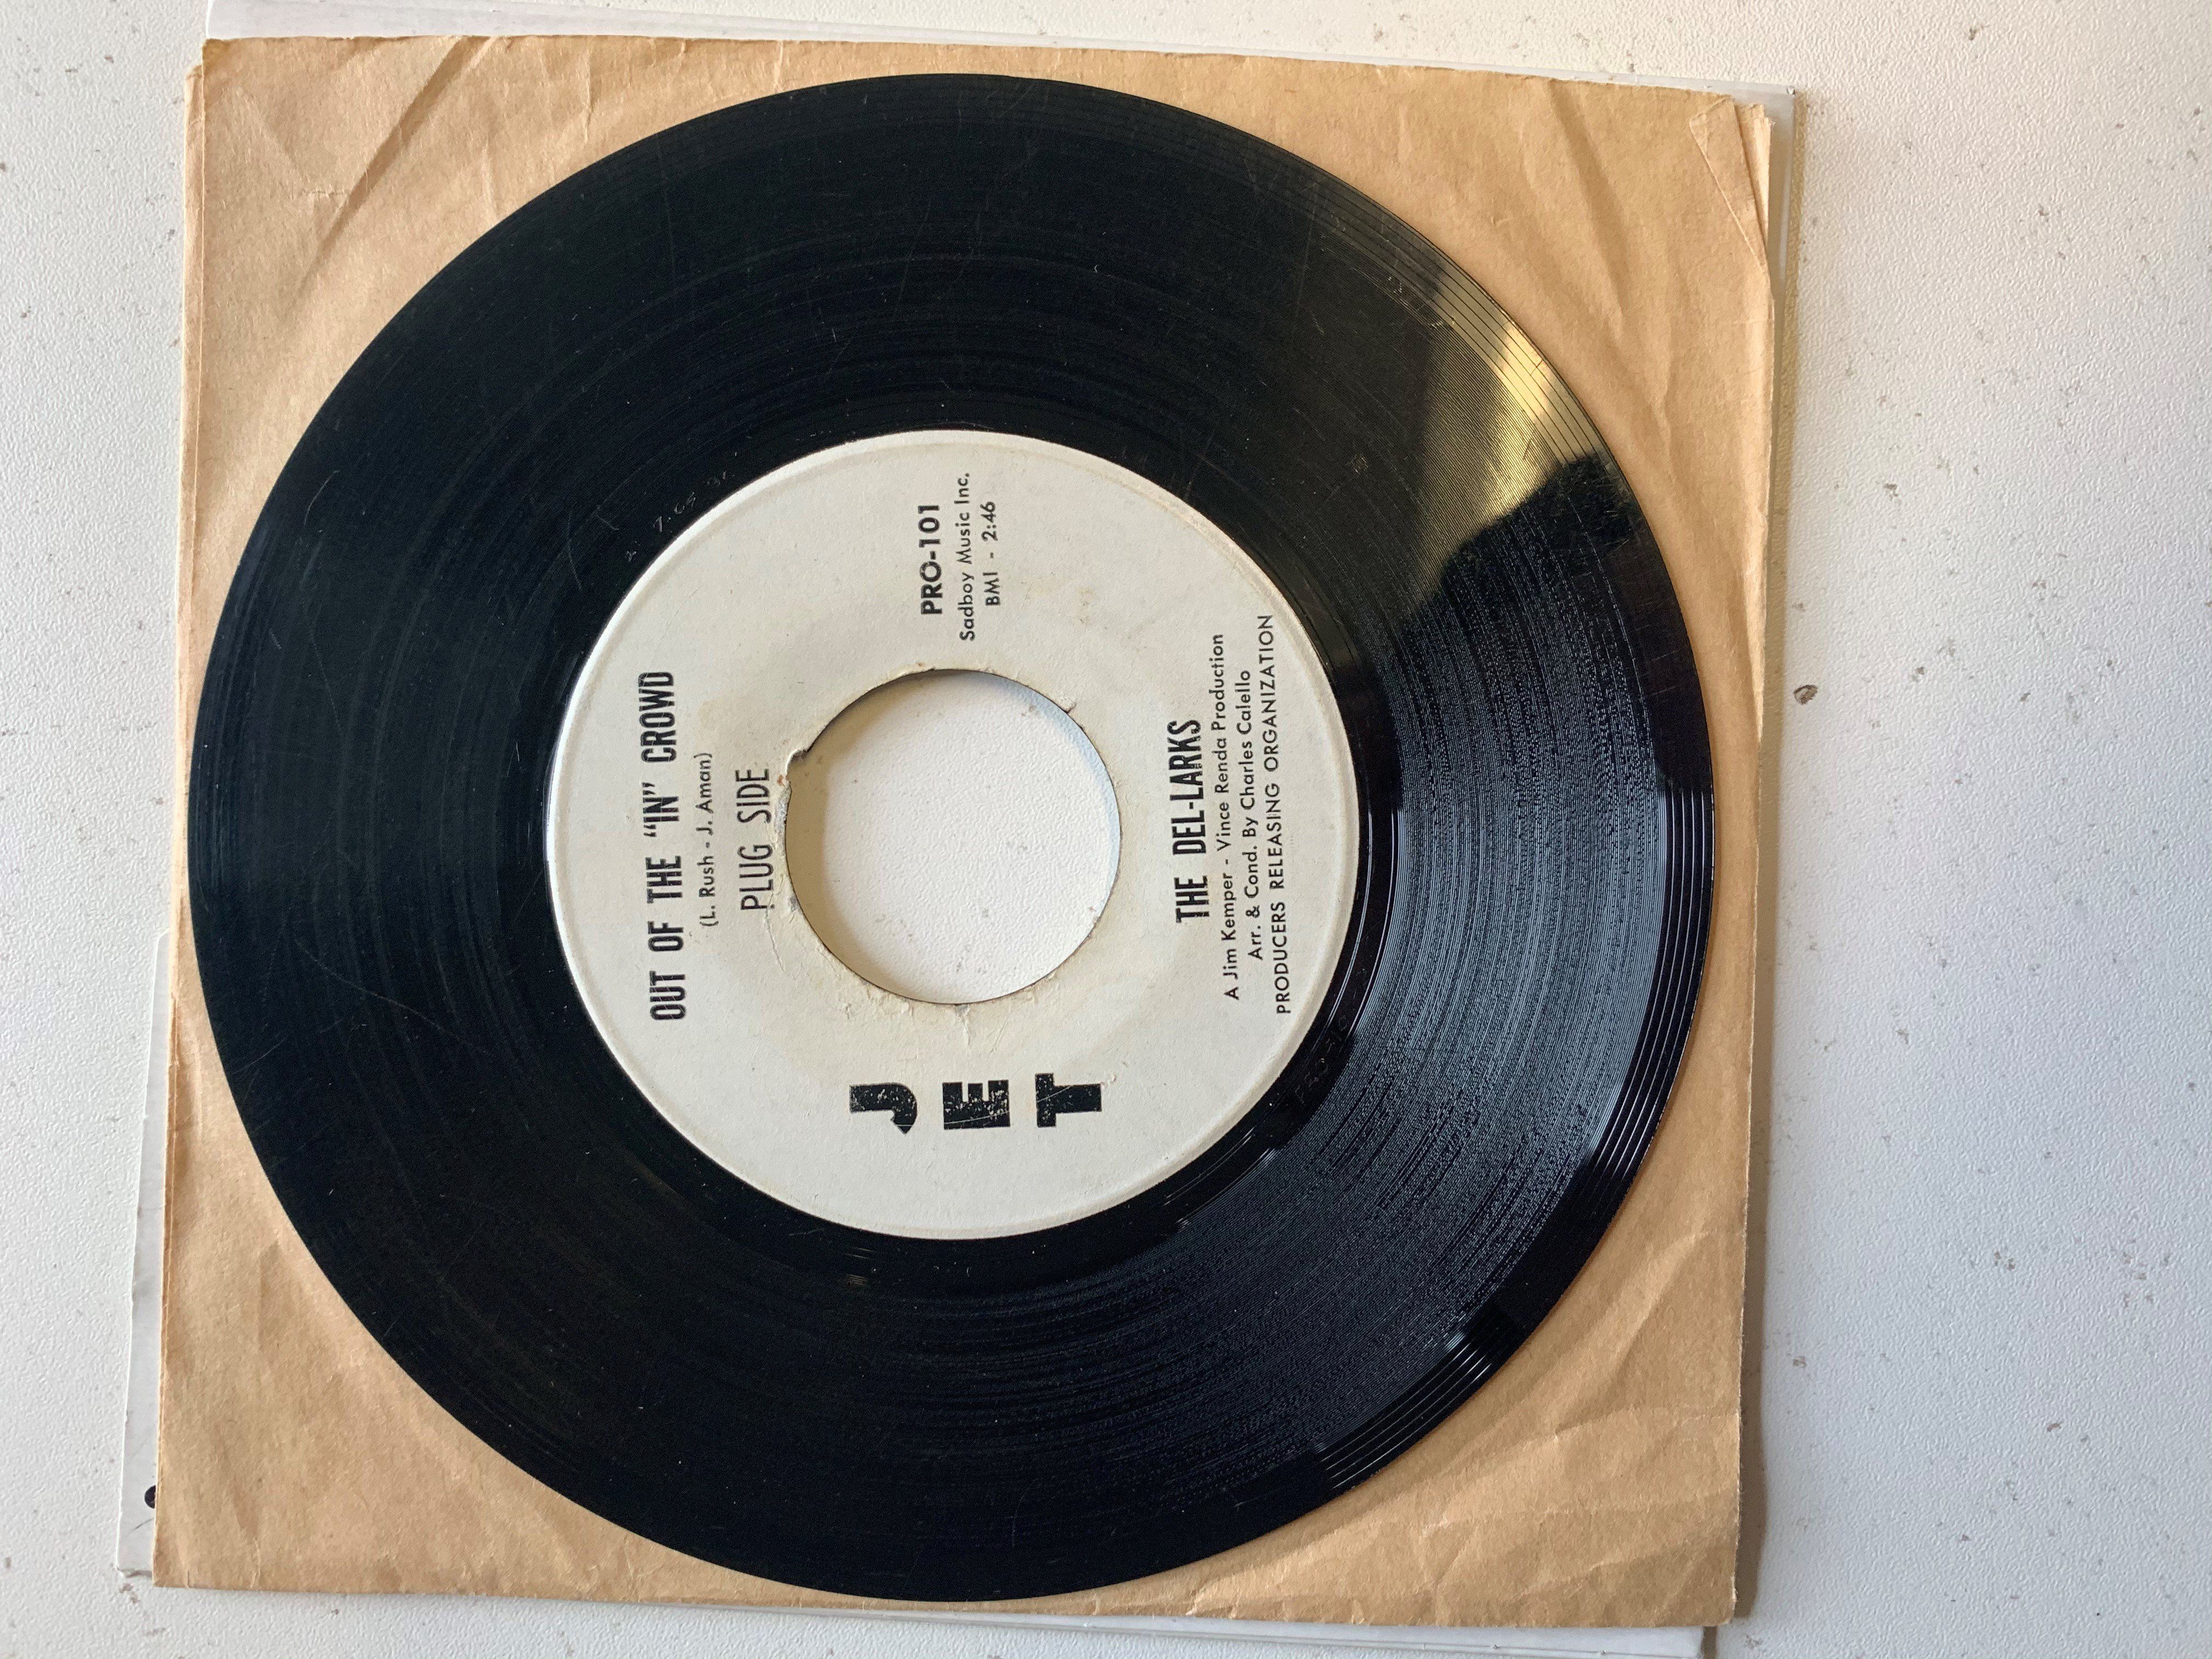 OUT OF THE "IN" CROWD
(L. Rush - J. Aman)
PLUG SIDE
J
E
T
PRO-101
Sadboy Music Inc.
BMI - 2:46
THE DEL-LARKS
A Jim Kemper - Vince Renda Production
Arr. & Cond. By Charles Calello
PRODUCERS RELEASING ORGANIZATION